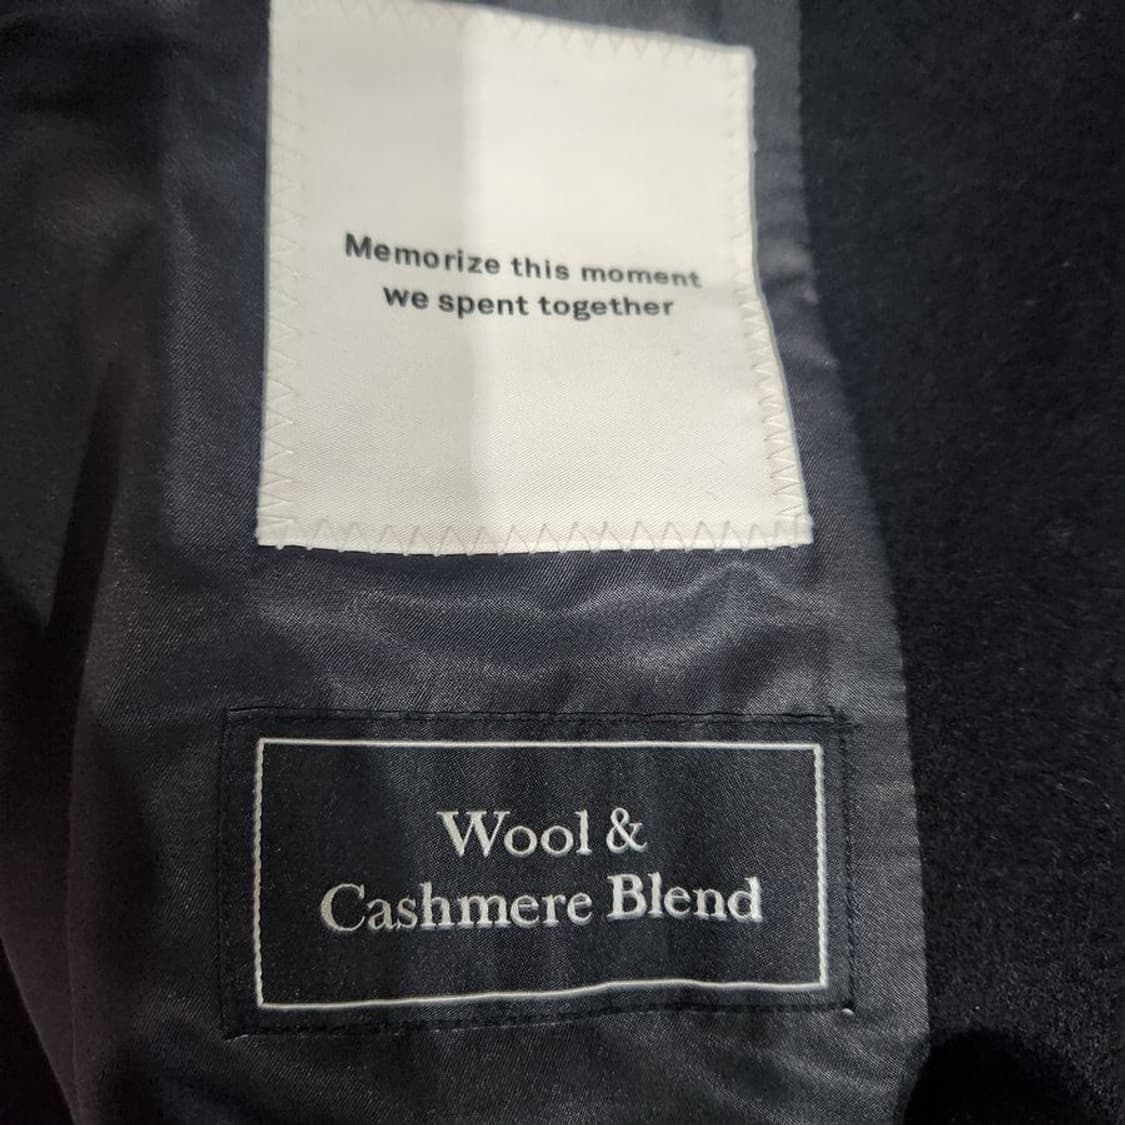 Memorize this moment
we spent together
Wool &
Cashmere Blend